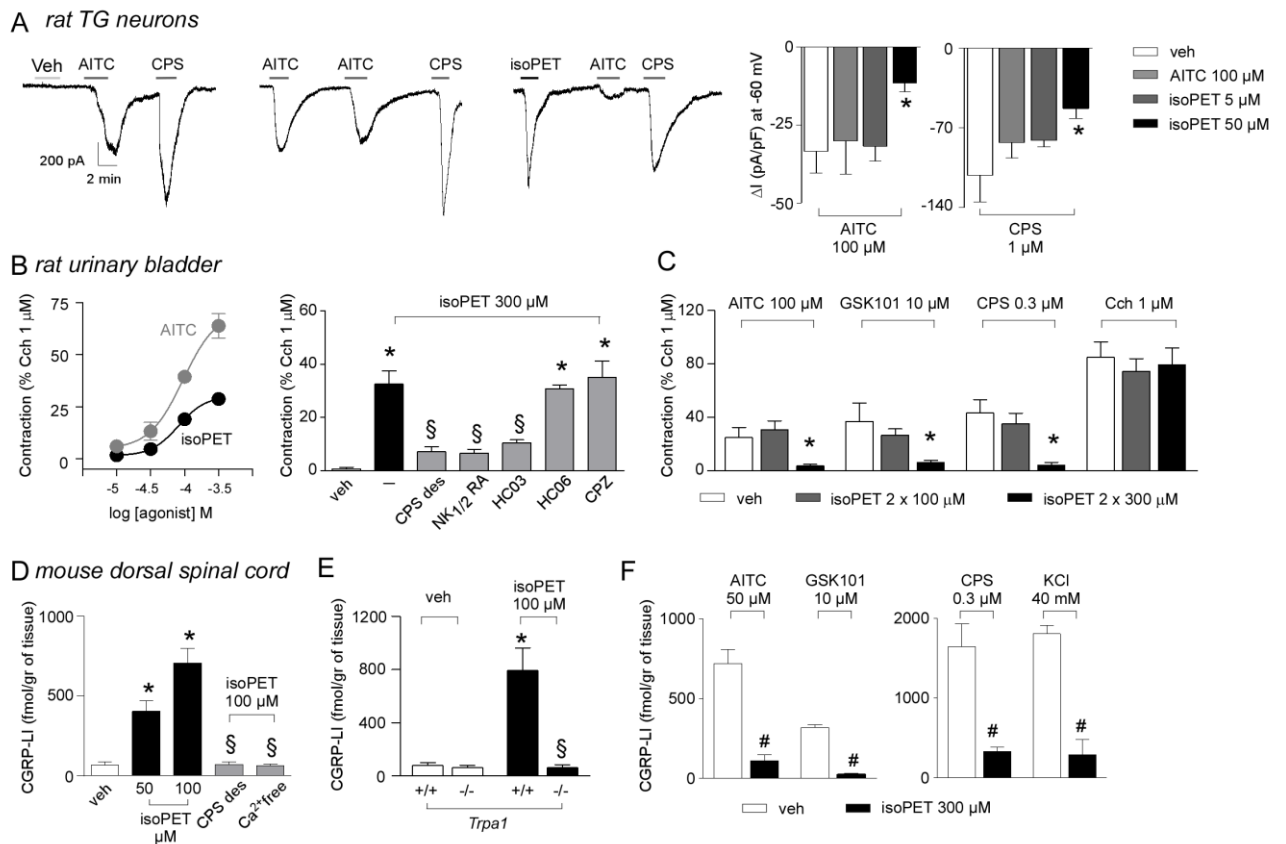 A rat TG neurons
Veh AITC CPS
AITC AITC CPS
isoPET AITC CPS
200 pA
2 min
ΔI (pA/pF) at -60 mV
0
-25
-50
*
AITC
100 µM
0
-70
-140
*
CPS
1 µM
veh
AITC 100 µM
isoPET 5 µM
isoPET 50 µM
B rat urinary bladder
Contraction (% Cch 1 µM)
75
50
25
0
AITC
isoPET
-5 -4.5 -4 -3.5
log [agonist] M
Contraction (% Cch 1 µM)
60
40
20
0
isoPET 300 µM
* § § § * *
veh – CPS des NK1/2 RA HC03 HC06 CPZ
C
Contraction (% Cch 1 µM)
120
80
40
0
AITC 100 µM GSK101 10 µM CPS 0.3 µM Cch 1 µM
* * *
veh isoPET 2 x 100 µM isoPET 2 x 300 µM
D mouse dorsal spinal cord
CGRP-LI (fmol/gr of tissue)
1000
500
0
* *
isoPET
100 µM
§ §
veh 50 100 CPS des Ca2+free
isoPET
µM
E
CGRP-LI (fmol/gr of tissue)
1200
800
400
0
veh
isoPET
100 µM
* §
+/+ -/- +/+ -/-
Trpa1
F
CGRP-LI (fmol/gr of tissue)
1000
500
0
AITC
50 µM
GSK101
10 µM
# #
2000
1000
0
CPS
0.3 µM
KCl
40 mM
# #
veh isoPET 300 µM